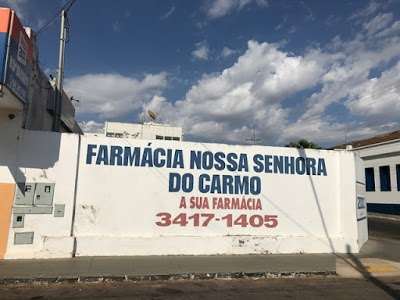 FARMÁCIA NOSSA SENHORA
DO CARMO
A SUA FARMÁCIA
3417-1405